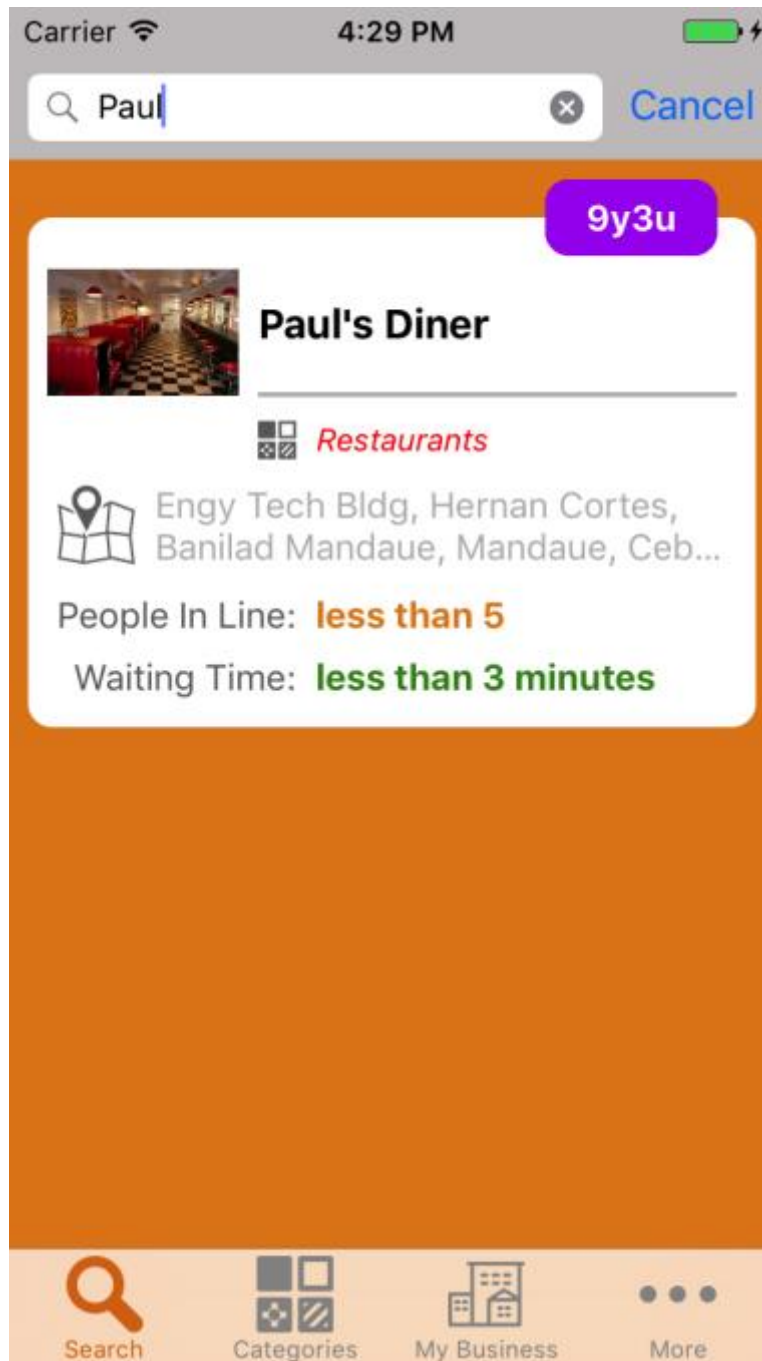 Carrier 4:29 PM
Paul Cancel
9y3u
Paul's Diner
Restaurants
Engy Tech Bldg, Hernan Cortes,
Banilad Mandaue, Mandaue, Ceb...
People In Line: less than 5
Waiting Time: less than 3 minutes
Search Categories My Business More